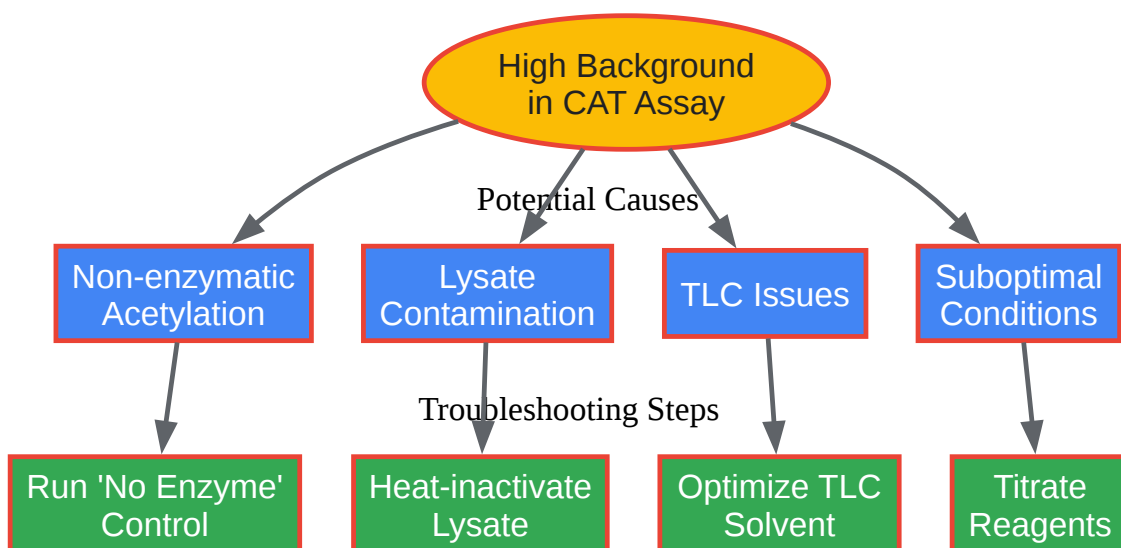 High Background
in CAT Assay
Potential Causes
Non-enzymatic
Acetylation
Lysate
Contamination
TLC Issues
Suboptimal
Conditions
Troubleshooting Steps
Run 'No Enzyme'
Control
Heat-inactivate
Lysate
Optimize TLC
Solvent
Titrate
Reagents